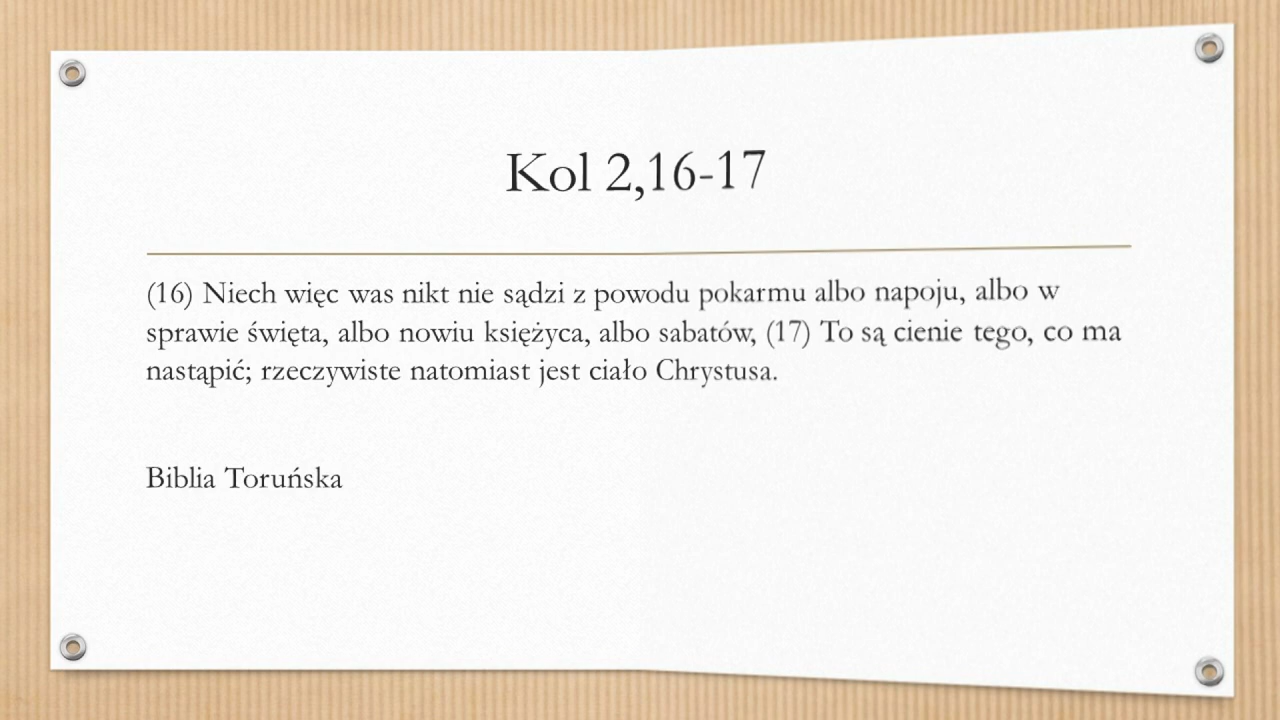 Kol 2,16-17
(16) Niech więc was nikt nie sądzi z powodu pokarmu albo napoju, albo w
sprawie święta, albo nowiu księżyca, albo sabatów, (17) To są cienie tego, co ma
nastąpić; rzeczywiste natomiast jest ciało Chrystusa.
Biblia Toruńska